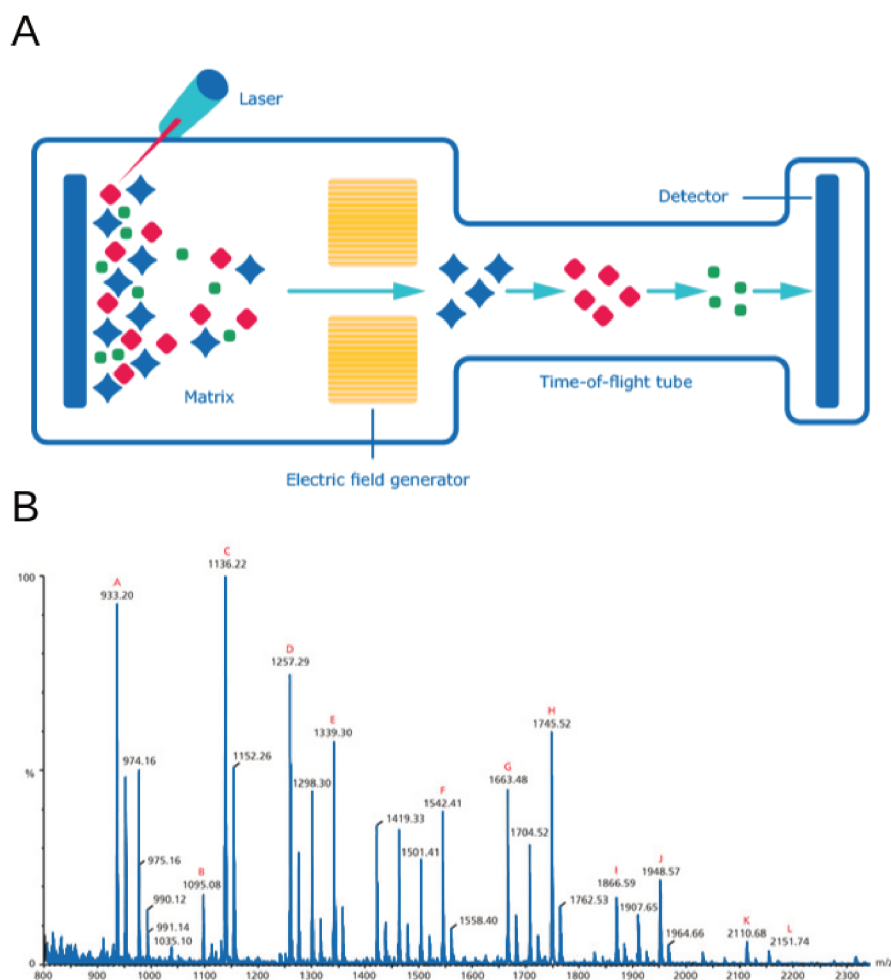 A
Laser
Detector
Matrix
Time-of-flight tube
Electric field generator
B
C
1136.22
100
A
933.20
D
1257.29
E
1339.30
H
1745.52
974.16
1152.26
%
1298.30
G
1663.48
F
1542.41
1419.33
1704.52
1501.41
975.16
B
1095.08
I
1866.59
J
1948.57
990.12
1762.53
1907.65
991.14
1558.40
K
2110.68
L
2151.74
1035.10
1964.66
0
900 1000 1100 1200 1300 1400 1500 1600 1700 1800 1900 2000 2100 2200 2300
800